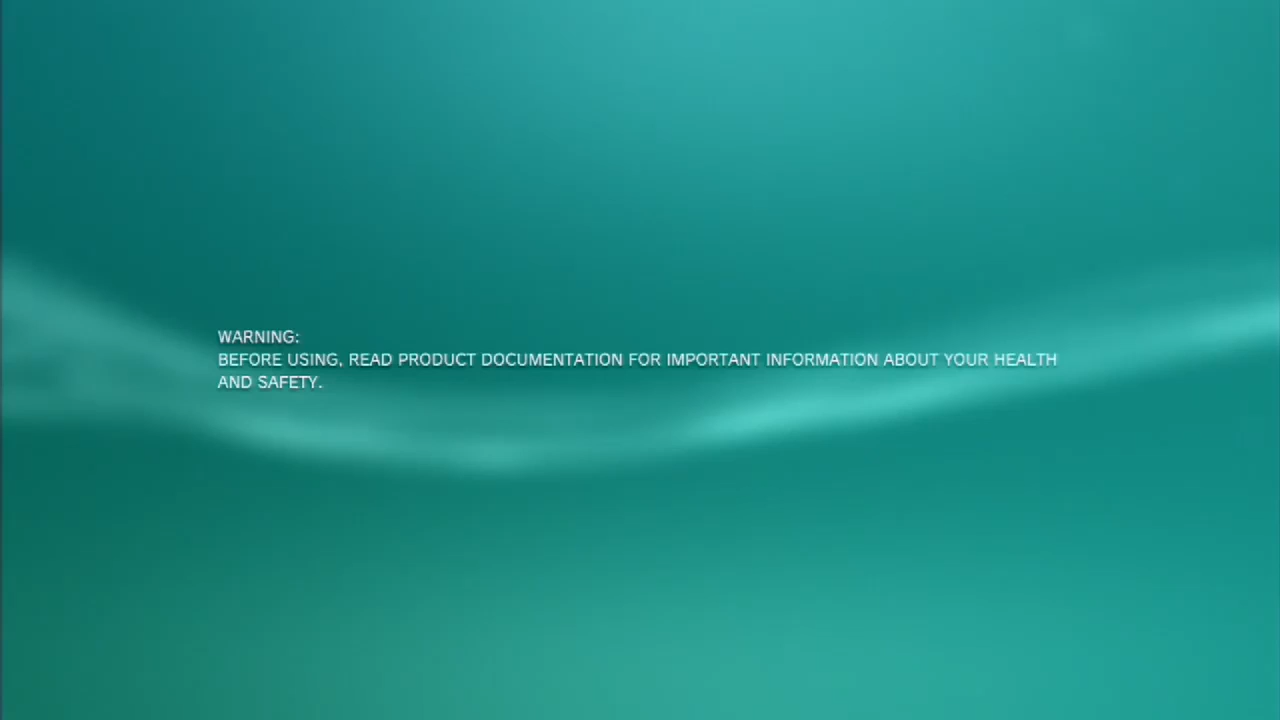 WARNING:
BEFORE USING, READ PRODUCT DOCUMENTATION FOR IMPORTANT INFORMATION ABOUT YOUR HEALTH
AND SAFETY.